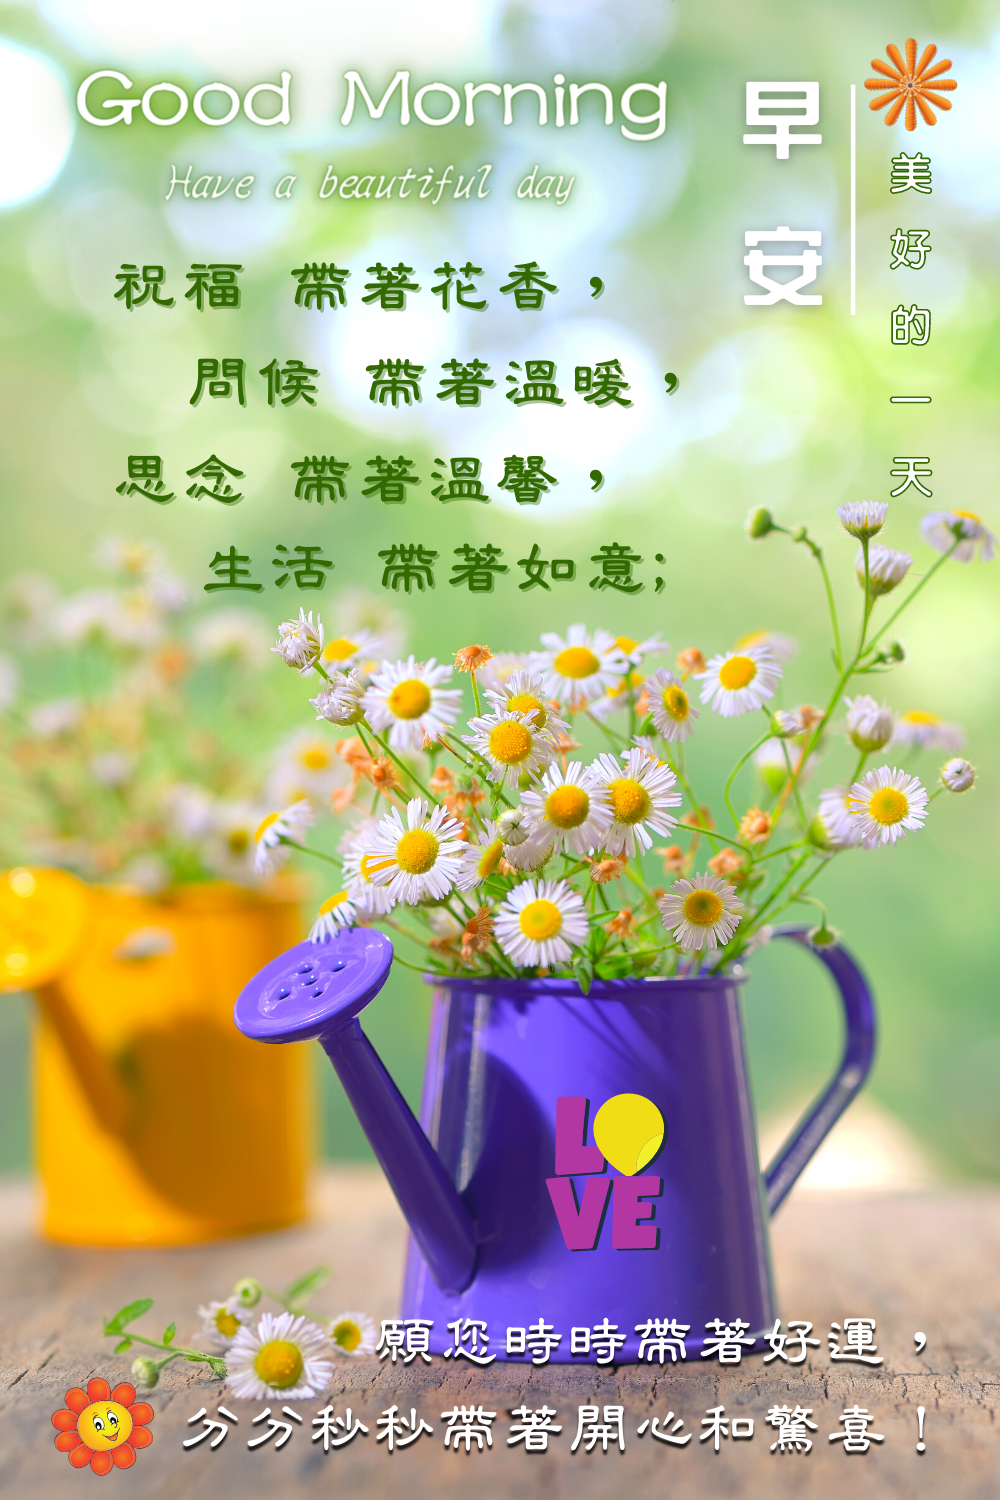 Good Morning
Have a beautiful day
早安
美好的一天
祝福 帶著花香，
問候 帶著溫暖，
思念 帶著溫馨，
生活 帶著如意;
LO
VE
願您時時帶著好運，
分分秒秒帶著開心和驚喜！